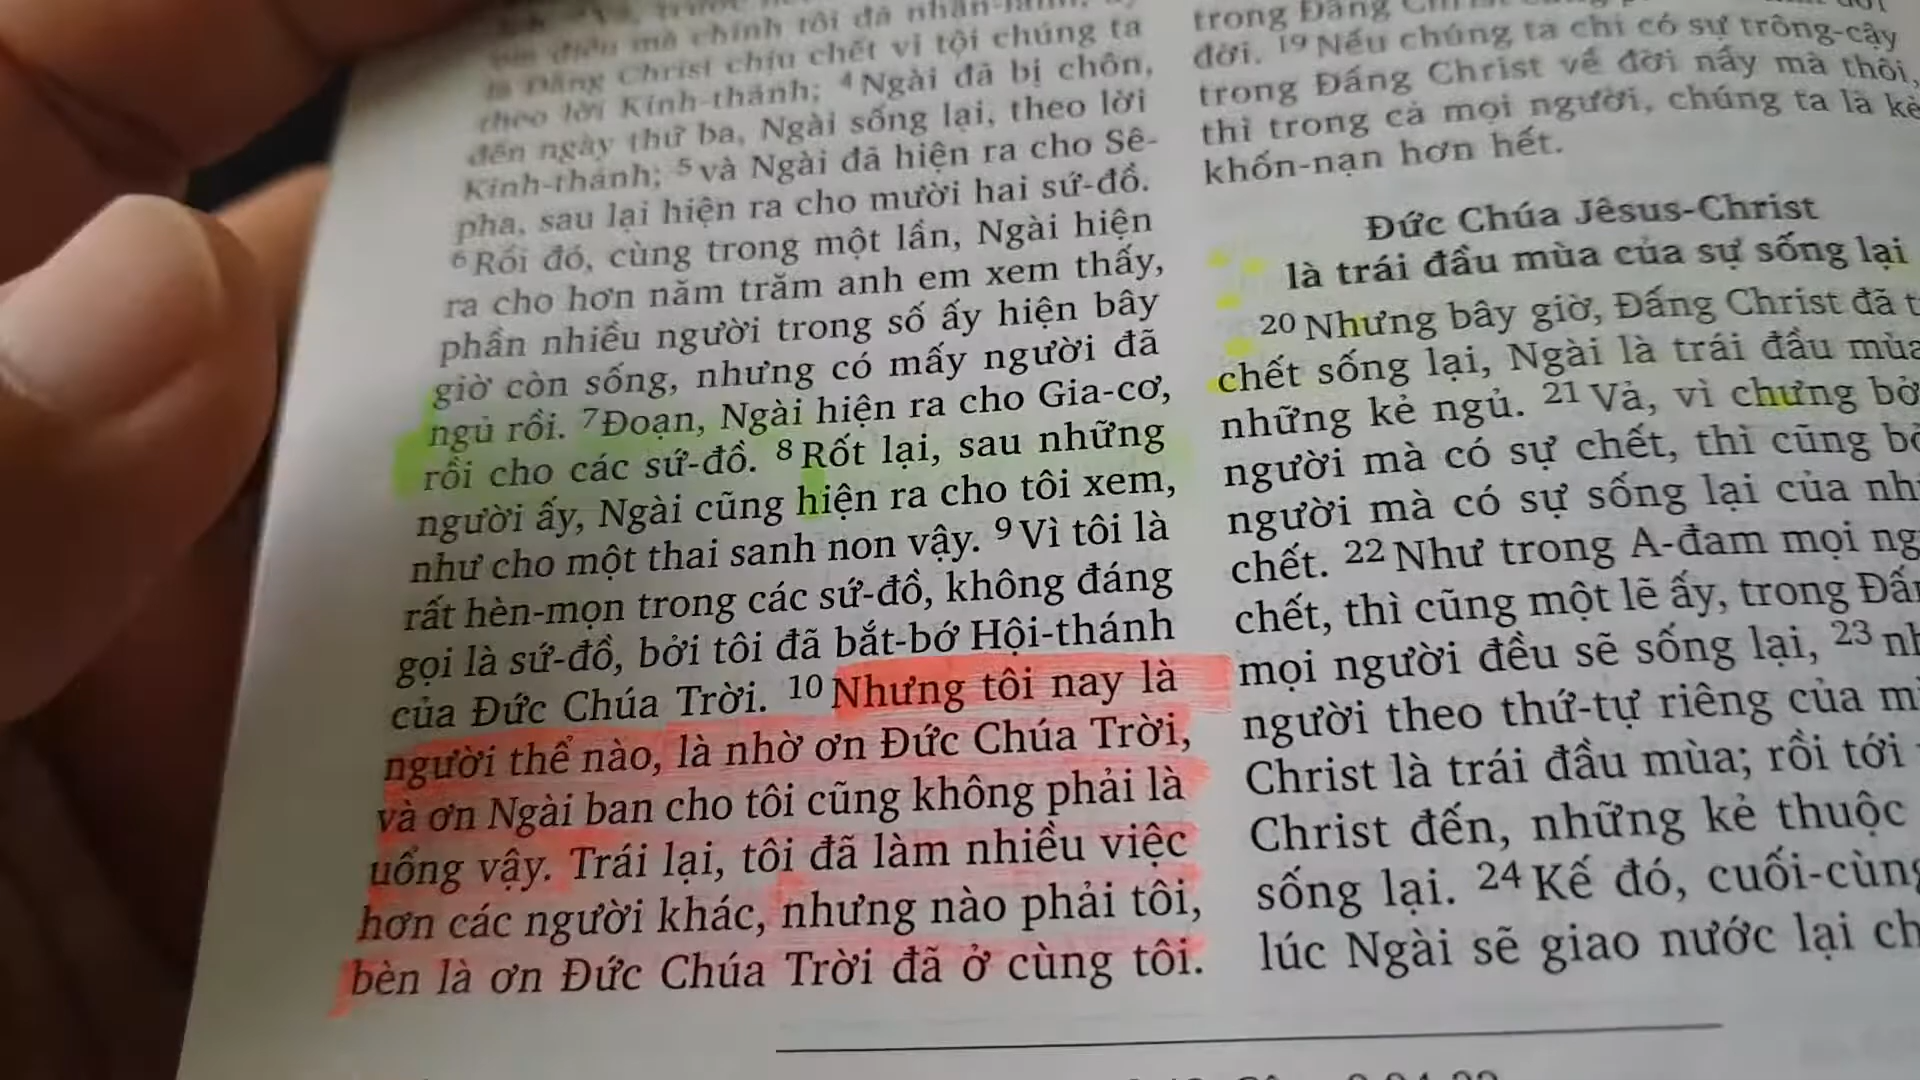 điều mà chính tôi đã nhận-lãnh,
là Đấng Christ chịu chết vì tội chúng ta
theo lời Kinh-thánh; 4 Ngài đã bị chôn,
đến ngày thứ ba, Ngài sống lại, theo lời
Kinh-thánh; 5 và Ngài đã hiện ra cho Sê-
pha, sau lại hiện ra cho mười hai sứ-đồ.
6 Rồi đó, cùng trong một lần, Ngài hiện
ra cho hơn năm trăm anh em xem thấy,
phần nhiều người trong số ấy hiện bây
giờ còn sống, nhưng có mấy người đã
ngủ rồi. 7 Đoạn, Ngài hiện ra cho Gia-cơ,
rồi cho các sứ-đồ. 8 Rốt lại, sau những
người ấy, Ngài cũng hiện ra cho tôi xem,
như cho một thai sanh non vậy. 9 Vì tôi là
rất hèn-mọn trong các sứ-đồ, không đáng
gọi là sứ-đồ, bởi tôi đã bắt-bớ Hội-thánh
của Đức Chúa Trời. 10 Nhưng tôi nay là
người thể nào, là nhờ ơn Đức Chúa Trời,
và ơn Ngài ban cho tôi cũng không phải là
uổng vậy. Trái lại, tôi đã làm nhiều việc
hơn các người khác, nhưng nào phải tôi,
bèn là ơn Đức Chúa Trời đã ở cùng tôi.
trong Đấng Christ
đời. 19 Nếu chúng ta chỉ có sự trông-cậy
trong Đấng Christ về đời nầy mà thôi,
thì trong cả mọi người, chúng ta là kẻ
khốn-nạn hơn hết.
Đức Chúa Jêsus-Christ
là trái đầu mùa của sự sống lại
20 Nhưng bây giờ, Đấng Christ đã
chết sống lại, Ngài là trái đầu mùa
những kẻ ngủ. 21 Vả, vì chưng bởi
người mà có sự chết, thì cũng
người mà có sự sống lại của
chết. 22 Như trong A-đam mọi
chết, thì cũng một lẽ ấy, trong
mọi người đều sẽ sống lại, 23
người theo thứ-tự riêng của
Christ là trái đầu mùa; rồi tới
Christ đến, những kẻ thuộc
sống lại. 24 Kế đó, cuối-cùng
lúc Ngài sẽ giao nước lại